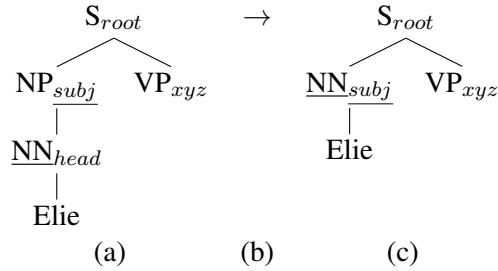 S_root → S_root
NP_subj VP_xyz NN_subj VP_xyz
NN_head Elie
Elie
(a) (b) (c)